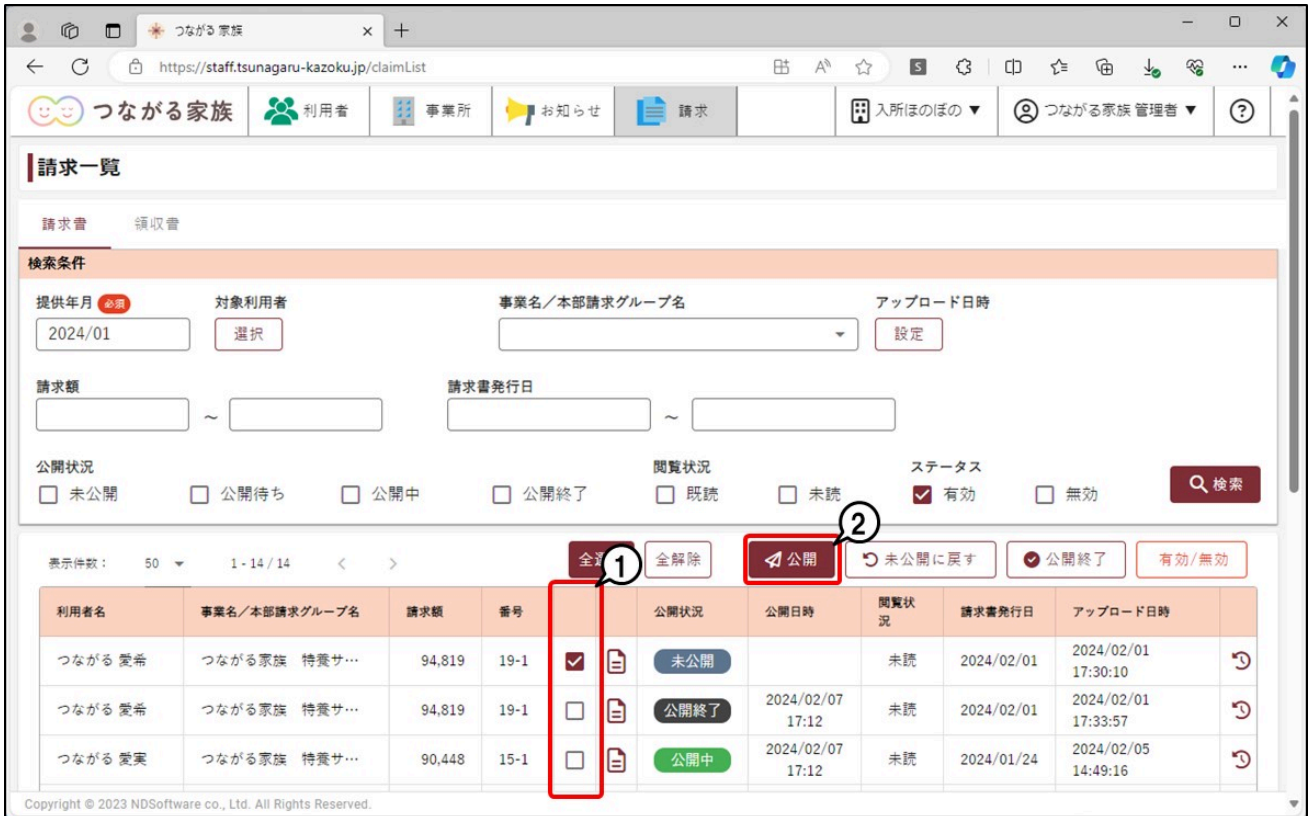 つながる 家族
https://staff.tsunagaru-kazoku.jp/claimList
つながる家族 利用者 事業所 お知らせ 請求 入所ほのぼの ▼ つながる家族 管理者 ▼ ?
請求一覧
請求書 領収書
検索条件
提供年月 必須 対象利用者 事業名/本部請求グループ名 アップロード日時
2024/01 選択 設定
請求額 請求書発行日
～ ～
公開状況 閲覧状況 ステータス
未公開 公開待ち 公開中 公開終了 既読 未読 有効 無効 検索
2
表示件数: 50 1 - 14 / 14 < > 1 全解除 公開 未公開に戻す 公開終了 有効/無効
利用者名 事業名/本部請求グループ名 請求額 番号 公開状況 公開日時 閲覧状況 請求書発行日 アップロード日時
つながる 愛希 つながる家族 特養サ… 94,819 19-1 未公開 未読 2024/02/01 2024/02/01 17:30:10
つながる 愛希 つながる家族 特養サ… 94,819 19-1 公開終了 2024/02/07 17:12 未読 2024/02/01 2024/02/01 17:33:57
つながる 愛実 つながる家族 特養サ… 90,448 15-1 公開中 2024/02/07 17:12 未読 2024/01/24 2024/02/05 14:49:16
Copyright © 2023 NDSoftware co., Ltd. All Rights Reserved.